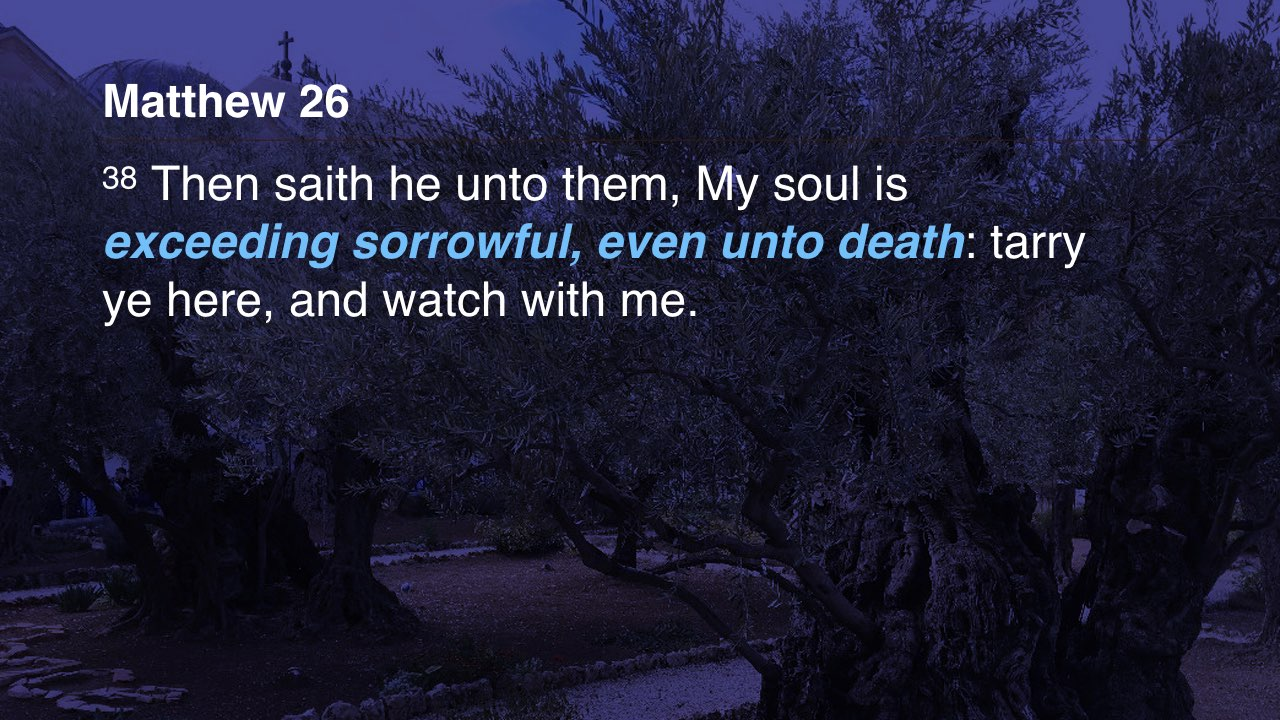 Matthew 26
38 Then saith he unto them, My soul is
exceeding sorrowful, even unto death: tarry
ye here, and watch with me.